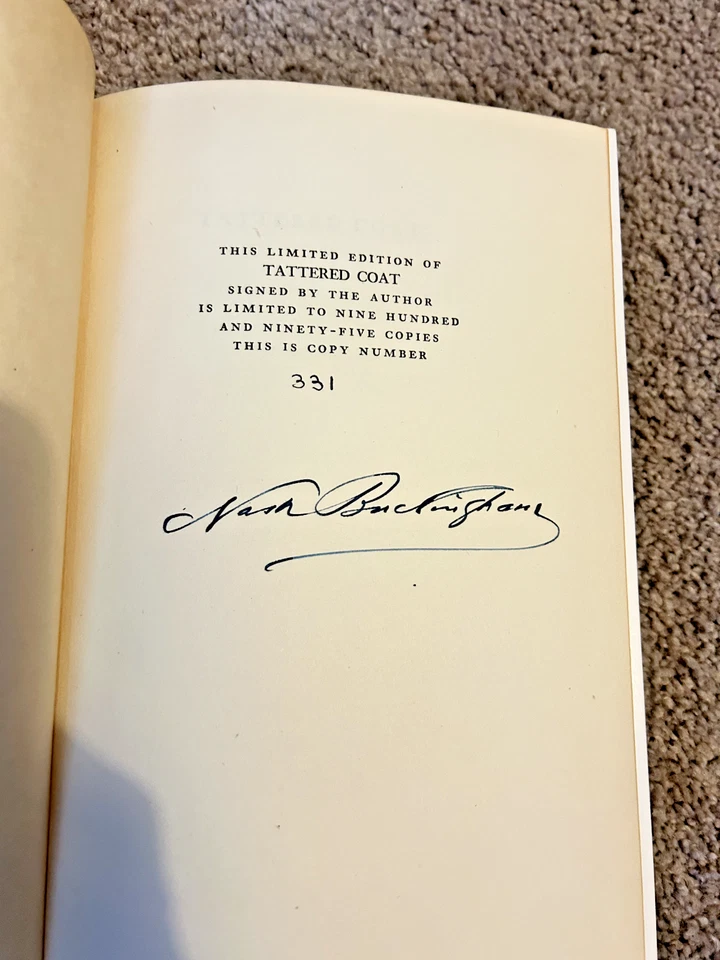 THIS LIMITED EDITION OF
TATTERED COAT
SIGNED BY THE AUTHOR
IS LIMITED TO NINE HUNDRED
AND NINETY-FIVE COPIES
THIS IS COPY NUMBER
331
Nash Buckingham